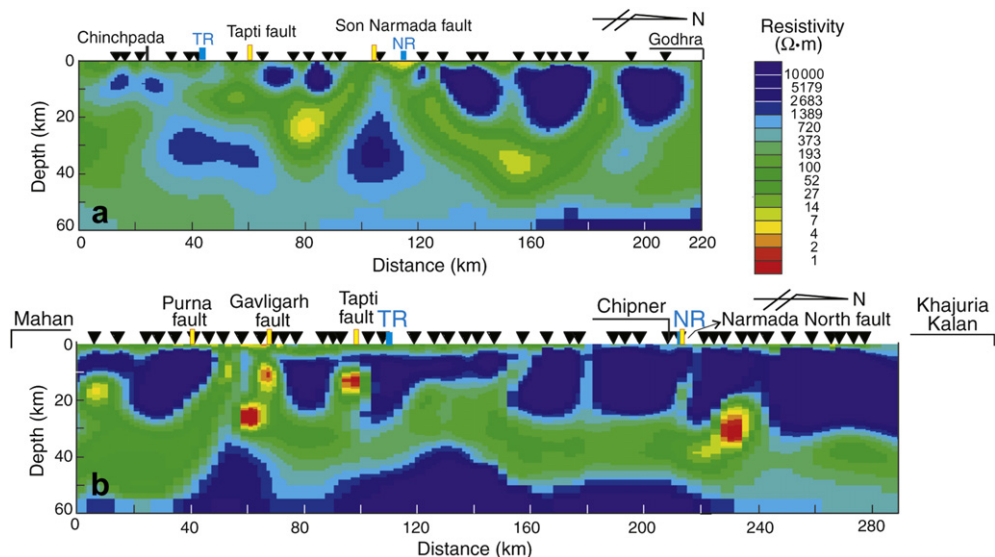 Chinchpada
TR
Tapti fault
Son Narmada fault
NR
N
Godhra
Depth (km)
0
20
40
60
a
0
40
80
120
160
200
220
Distance (km)
Resistivity
(Ω•m)
10 000
5179
2683
1389
720
373
193
100
52
27
14
7
4
2
1
Mahan
Purna
fault
Gavligarh
fault
Tapti
fault
TR
Chipner
NR
Narmada North fault
N
Khajuria
Kalan
Depth (km)
0
20
40
60
b
0
40
80
120
160
200
240
280
Distance (km)